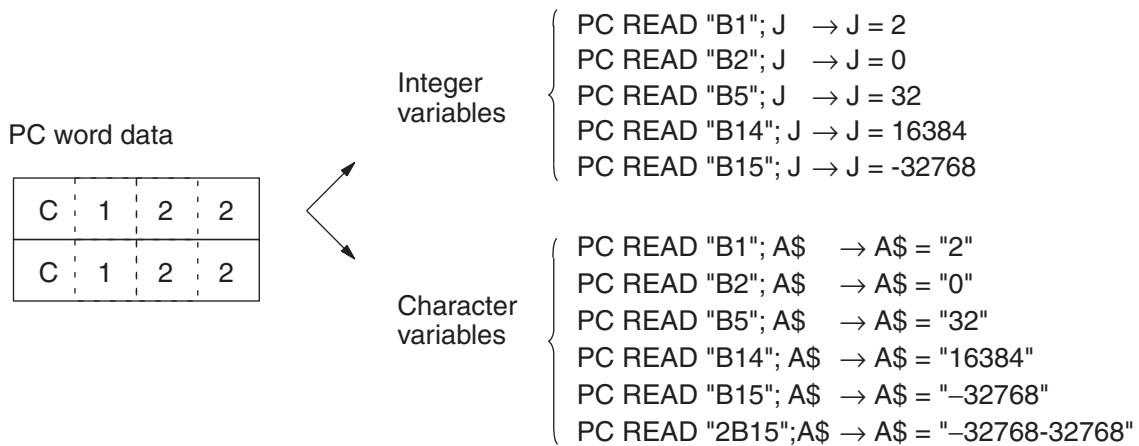 PC word data
C 1 2 2
C 1 2 2
Integer
variables
PC READ "B1"; J → J = 2
PC READ "B2"; J → J = 0
PC READ "B5"; J → J = 32
PC READ "B14"; J → J = 16384
PC READ "B15"; J → J = -32768
Character
variables
PC READ "B1"; A$ → A$ = "2"
PC READ "B2"; A$ → A$ = "0"
PC READ "B5"; A$ → A$ = "32"
PC READ "B14"; A$ → A$ = "16384"
PC READ "B15"; A$ → A$ = "–32768"
PC READ "2B15";A$ → A$ = "–32768-32768"